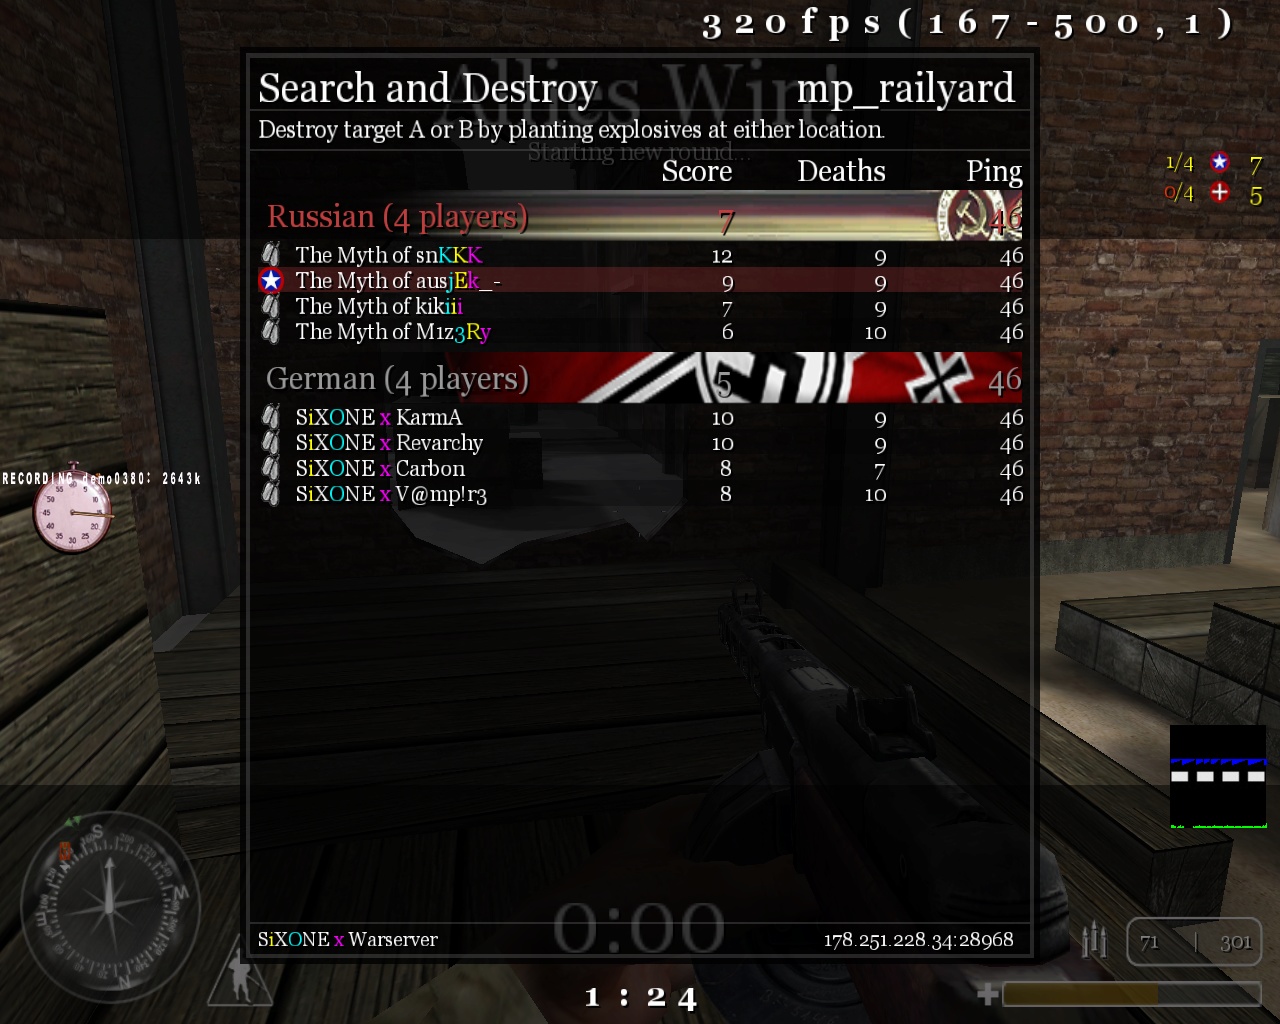 320fps(167-500,1)
Allies Win!
Search and Destroy mp_railyard
Destroy target A or B by planting explosives at either location.
Starting new round...
Score Deaths Ping
1/4 7
0/4 5
Russian (4 players) 7 46
The Myth of snKKK 12 9 46
The Myth of ausjEk_- 9 9 46
The Myth of kikiii 7 9 46
The Myth of M1z3Ry 6 10 46
German (4 players) 5 46
SiXONE x KarmA 10 9 46
SiXONE x Revarchy 10 9 46
SiXONE x Carbon 8 7 46
SiXONE x V@mp!r3 8 10 46
RECORDING demo0380: 2643k
0:00
SiXONE x Warserver 178.251.228.34:28968
71 | 301
1:24